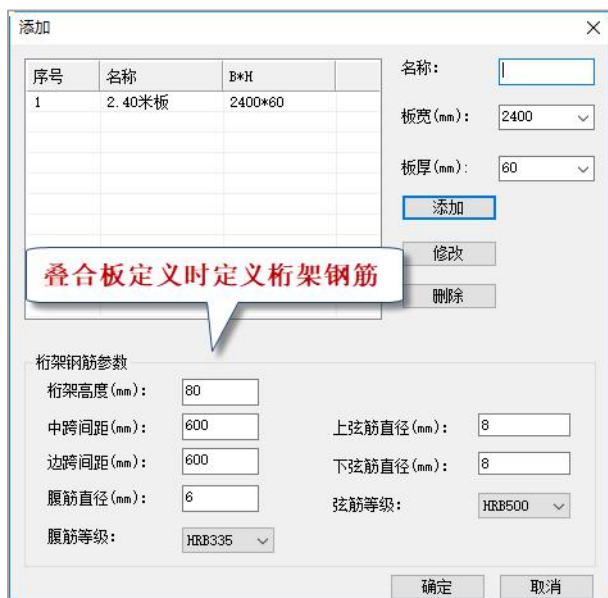 添加
序号 名称 B*H
1 2.40米板 2400*60
名称:
板宽(mm): 2400
板厚(mm): 60
添加
修改
删除
叠合板定义时定义桁架钢筋
桁架钢筋参数
桁架高度(mm): 80
中跨间距(mm): 600 上弦筋直径(mm): 8
边跨间距(mm): 600 下弦筋直径(mm): 8
腹筋直径(mm): 6 弦筋等级: HRB500
腹筋等级: HRB335
确定 取消